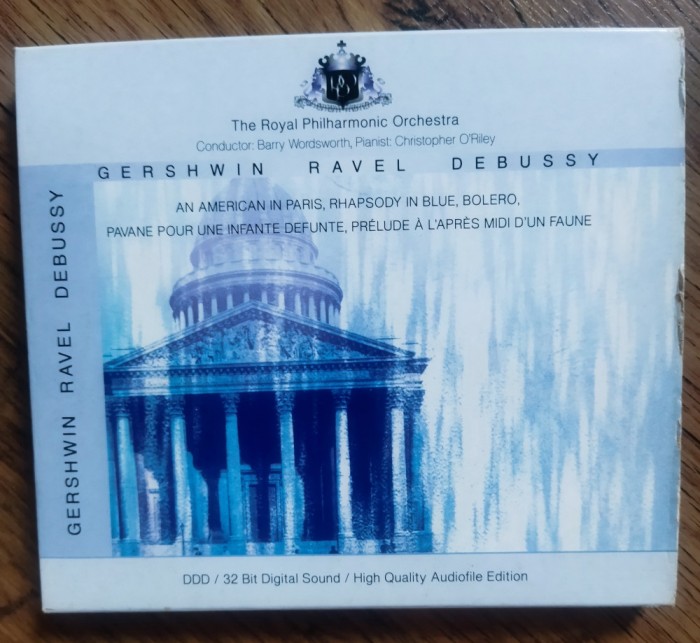 The Royal Philharmonic Orchestra
Conductor: Barry Wordsworth, Pianist: Christopher O'Riley
GERSHWIN RAVEL DEBUSSY
AN AMERICAN IN PARIS, RHAPSODY IN BLUE, BOLERO,
PAVANE POUR UNE INFANTE DEFUNTE, PRÉLUDE À L'APRÈS MIDI D'UN FAUNE
GERSHWIN RAVEL DEBUSSY
DDD / 32 Bit Digital Sound / High Quality Audiofile Edition